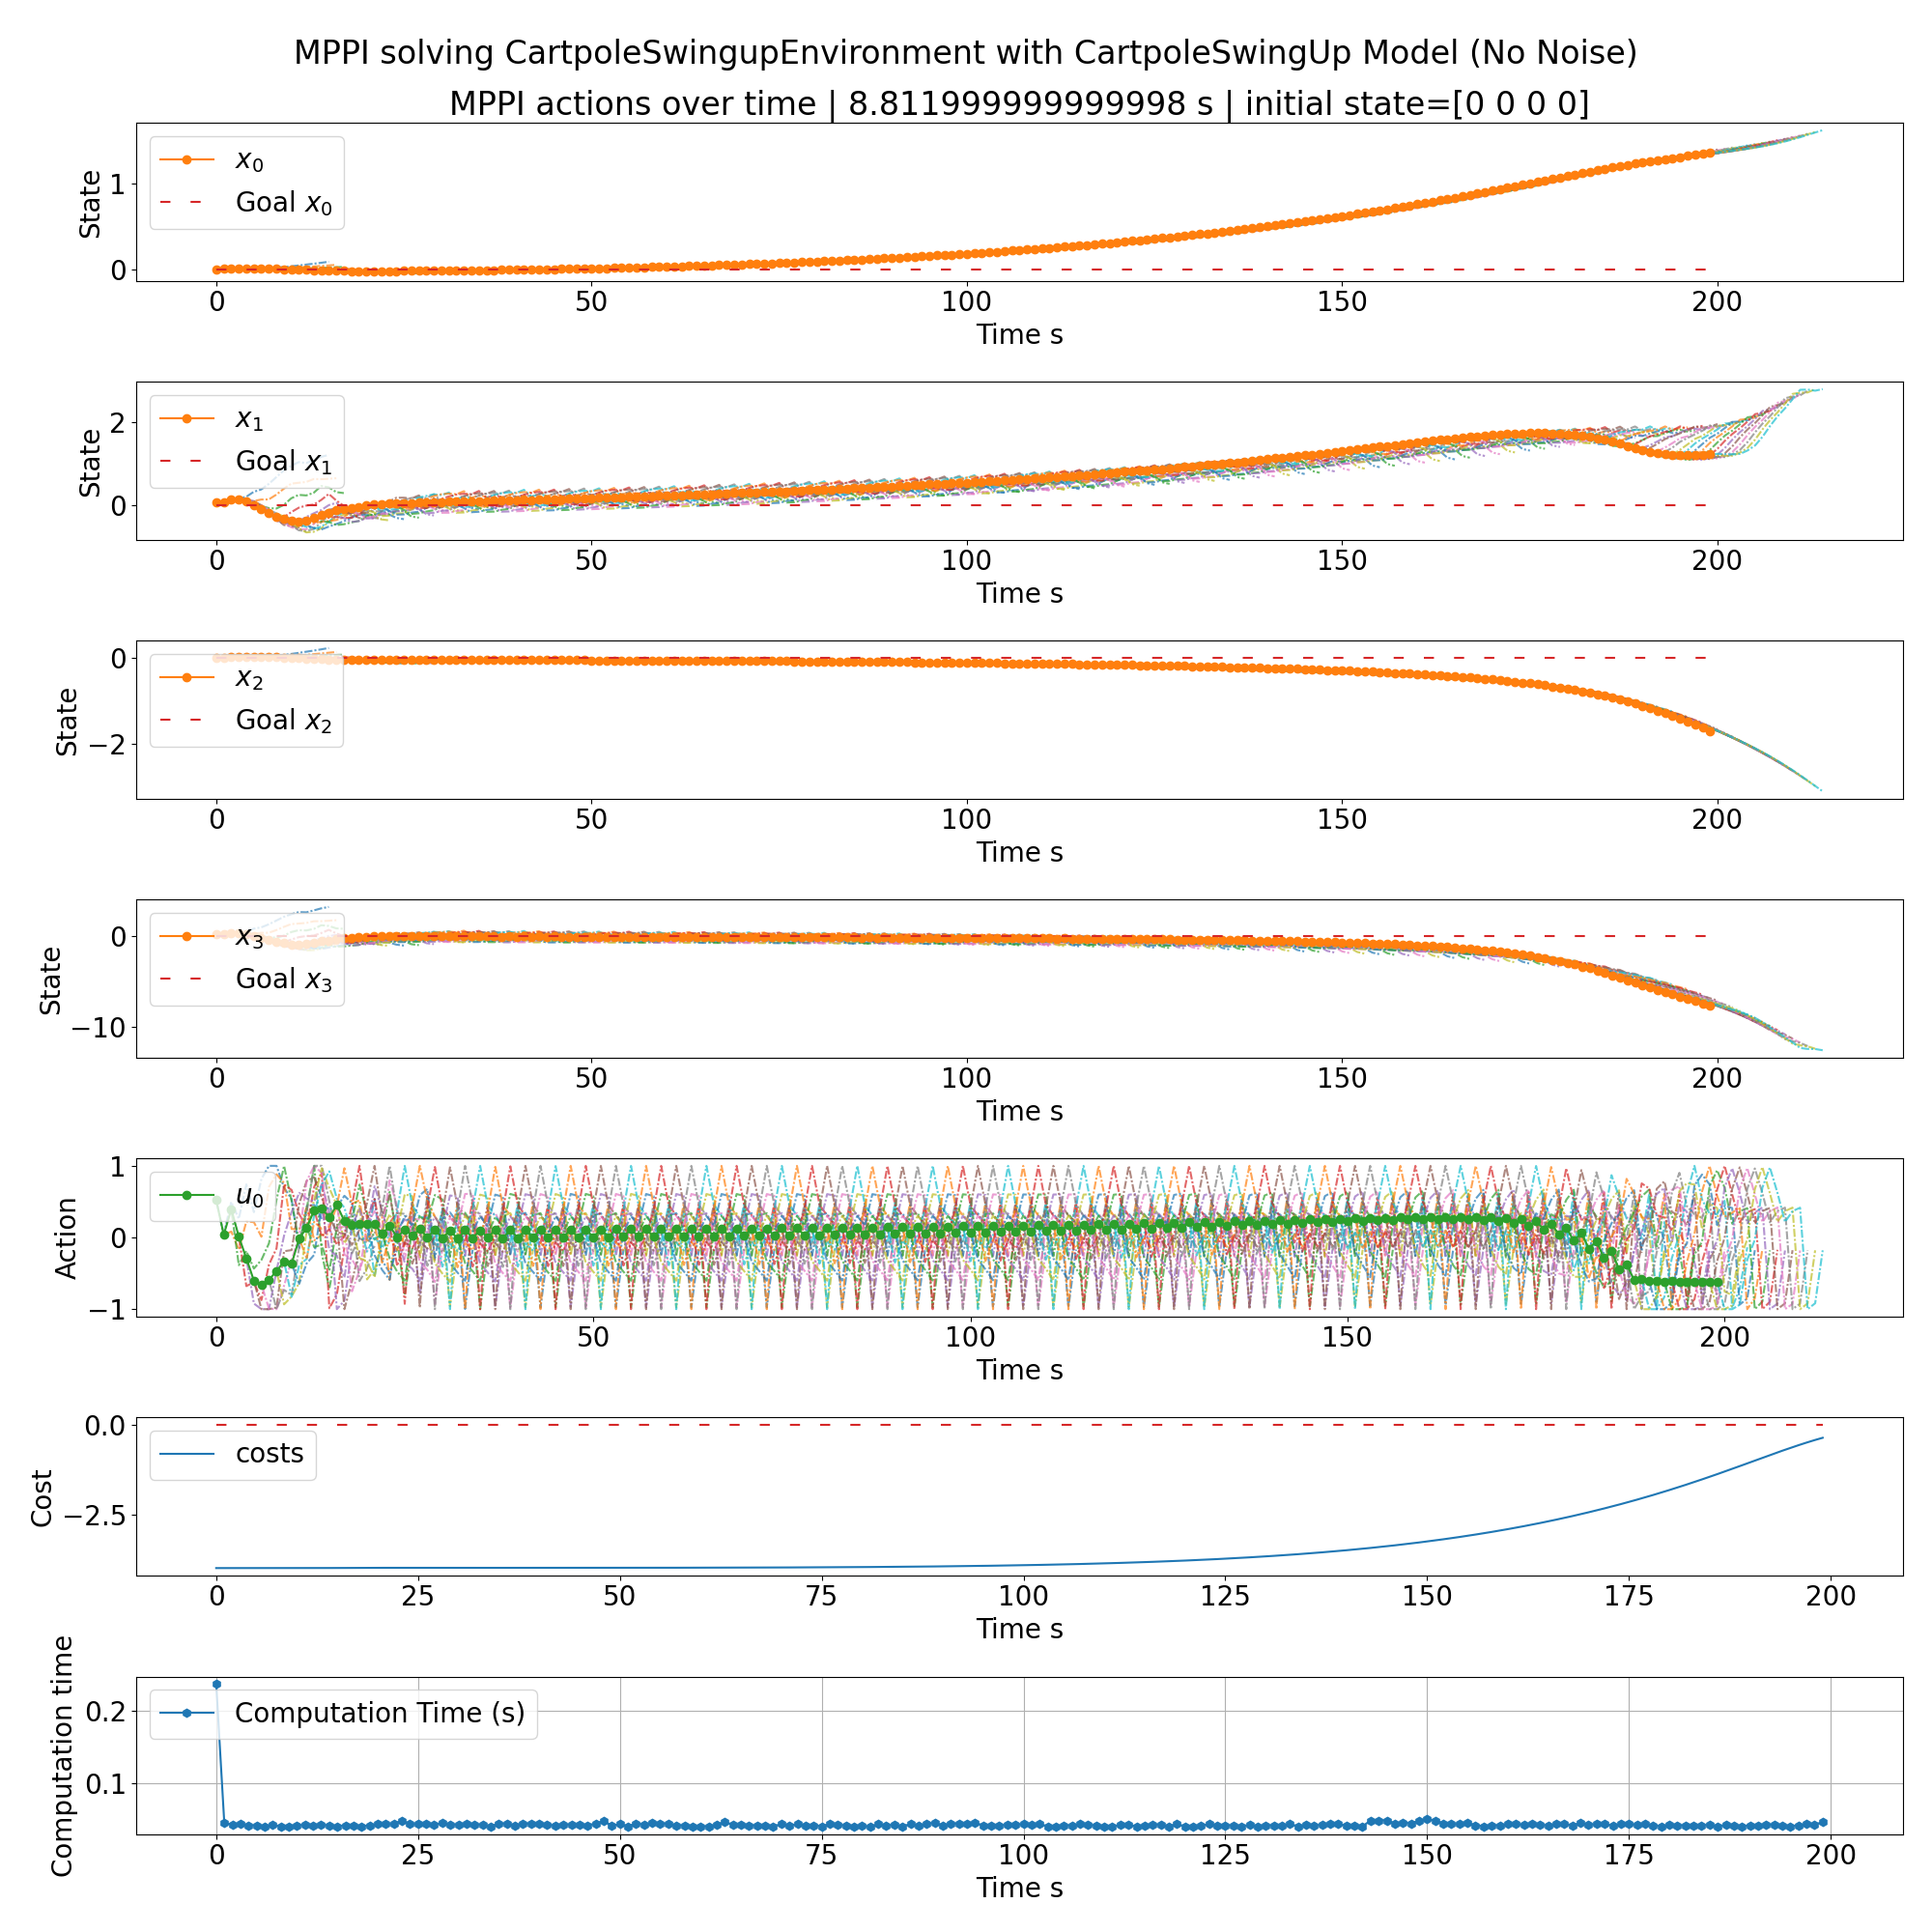 MPPI solving CartpoleSwingupEnvironment with CartpoleSwingUp Model (No Noise)
MPPI actions over time | 8.811999999999998 s | initial state=[0 0 0 0]
State
1
0
x0
Goal x0
0 50 100 150 200
Time s
State
2
0
x1
Goal x1
0 50 100 150 200
Time s
State
0
−2
x2
Goal x2
0 50 100 150 200
Time s
State
0
−10
x3
Goal x3
0 50 100 150 200
Time s
Action
1
0
−1
u0
0 50 100 150 200
Time s
Cost
0.0
−2.5
costs
0 25 50 75 100 125 150 175 200
Time s
Computation time
0.2
0.1
Computation Time (s)
0 25 50 75 100 125 150 175 200
Time s